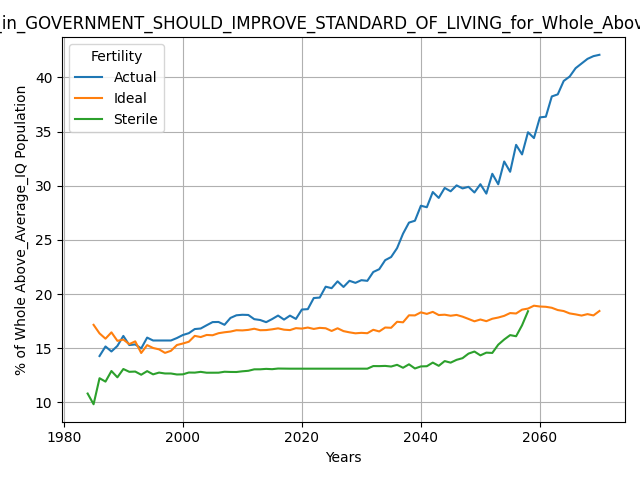 _in_GOVERNMENT_SHOULD_IMPROVE_STANDARD_OF_LIVING_for_Whole_Abov
Fertility
Actual
Ideal
Sterile
% of Whole Above_Average_IQ Population
40
35
30
25
20
15
10
1980 2000 2020 2040 2060
Years